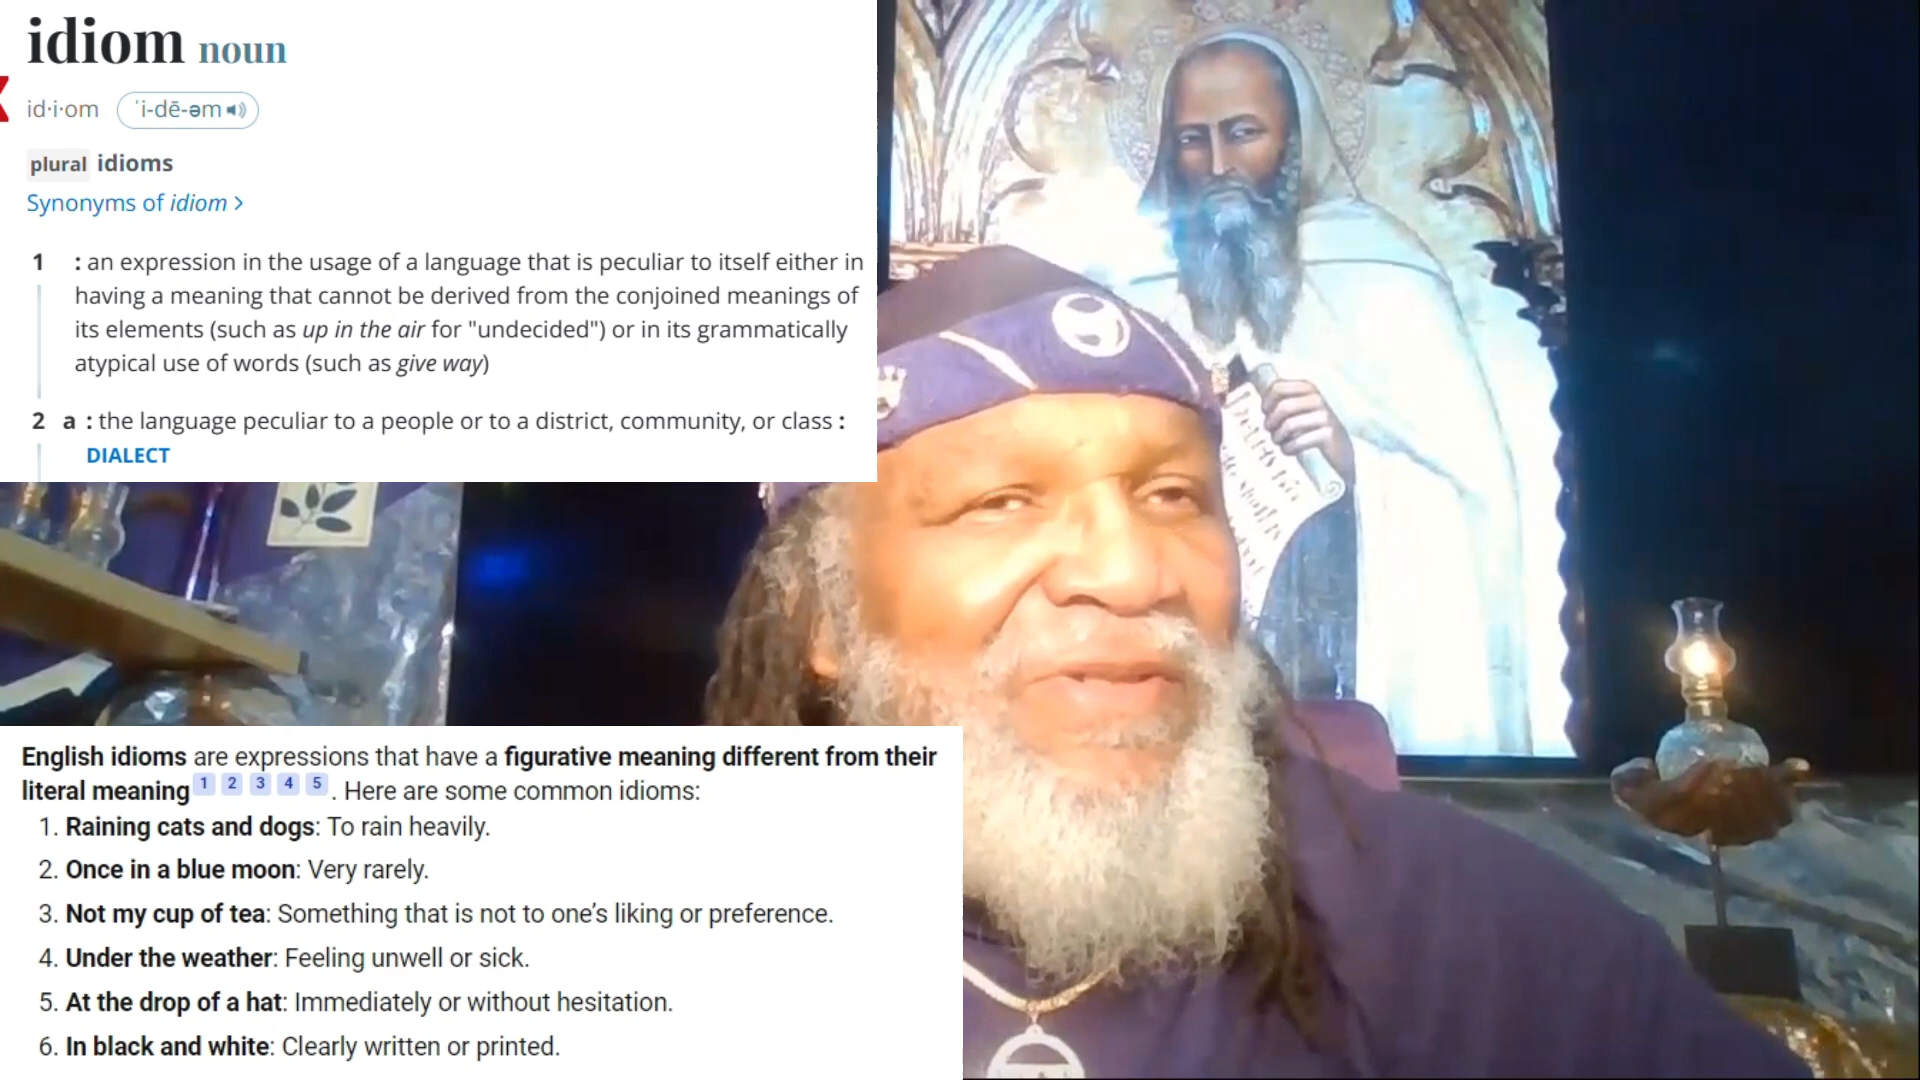 idiom noun
id·i·om ˈi-dē-əm
plural idioms
Synonyms of idiom >
1 : an expression in the usage of a language that is peculiar to itself either in
having a meaning that cannot be derived from the conjoined meanings of
its elements (such as up in the air for "undecided") or in its grammatically
atypical use of words (such as give way)
2 a : the language peculiar to a people or to a district, community, or class :
DIALECT
English idioms are expressions that have a figurative meaning different from their
literal meaning 1 2 3 4 5 . Here are some common idioms:
1. Raining cats and dogs: To rain heavily.
2. Once in a blue moon: Very rarely.
3. Not my cup of tea: Something that is not to one’s liking or preference.
4. Under the weather: Feeling unwell or sick.
5. At the drop of a hat: Immediately or without hesitation.
6. In black and white: Clearly written or printed.